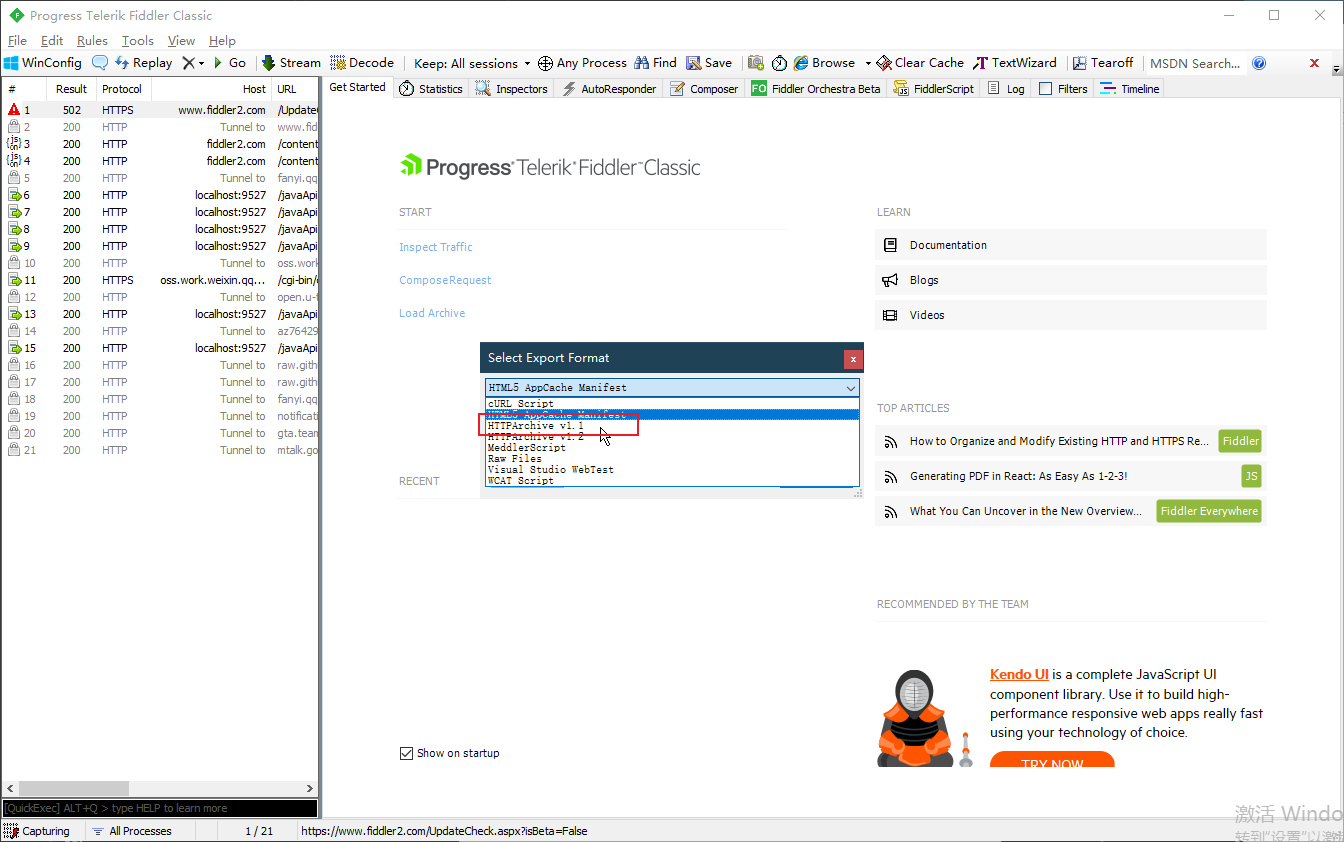 Progress Telerik Fiddler Classic
File Edit Rules Tools View Help
WinConfig Replay Go Stream Decode Keep: All sessions Any Process Find Save Browse Clear Cache TextWizard Tearoff MSDN Search...
# Result Protocol Host URL
1 502 HTTPS www.fiddler2.com /Update
2 200 HTTP Tunnel to www.fid
3 200 HTTP fiddler2.com /content
4 200 HTTP fiddler2.com /content
5 200 HTTP Tunnel to fanyi.qq
6 200 HTTP localhost:9527 /javaApi
7 200 HTTP localhost:9527 /javaApi
8 200 HTTP localhost:9527 /javaApi
9 200 HTTP localhost:9527 /javaApi
10 200 HTTP Tunnel to oss.work
11 200 HTTPS oss.work.weixin.qq... /cgi-bin/
12 200 HTTP Tunnel to open.u-t
13 200 HTTP localhost:9527 /javaApi
14 200 HTTP Tunnel to az76429
15 200 HTTP localhost:9527 /javaApi
16 200 HTTP Tunnel to raw.gith
17 200 HTTP Tunnel to raw.gith
18 200 HTTP Tunnel to fanyi.qq
19 200 HTTP Tunnel to notificat
20 200 HTTP Tunnel to gta.team
21 200 HTTP Tunnel to mtalk.go
[QuickExec] ALT+Q > type HELP to learn more
Get Started Statistics Inspectors AutoResponder Composer FO Fiddler Orchestra Beta FiddlerScript Log Filters Timeline
Progress Telerik Fiddler Classic
START
Inspect Traffic
Compose Request
Load Archive
RECENT
Show on startup
Select Export Format
HTML5 AppCache Manifest
cURL Script
HTML5 AppCache Manifest
HTTPArchive v1.1
HTTPArchive v1.2
MeddlerScript
Raw Files
Visual Studio WebTest
WCAT Script
LEARN
Documentation
Blogs
Videos
TOP ARTICLES
How to Organize and Modify Existing HTTP and HTTPS Re... Fiddler
Generating PDF in React: As Easy As 1-2-3! JS
What You Can Uncover in the New Overview... Fiddler Everywhere
RECOMMENDED BY THE TEAM
Kendo UI is a complete JavaScript UI
component library. Use it to build high-
performance responsive web apps really fast
using your technology of choice.
TRY NOW
激活 Windo
转到"设置"以激
Capturing All Processes 1 / 21 https://www.fiddler2.com/UpdateCheck.aspx?isBeta=False